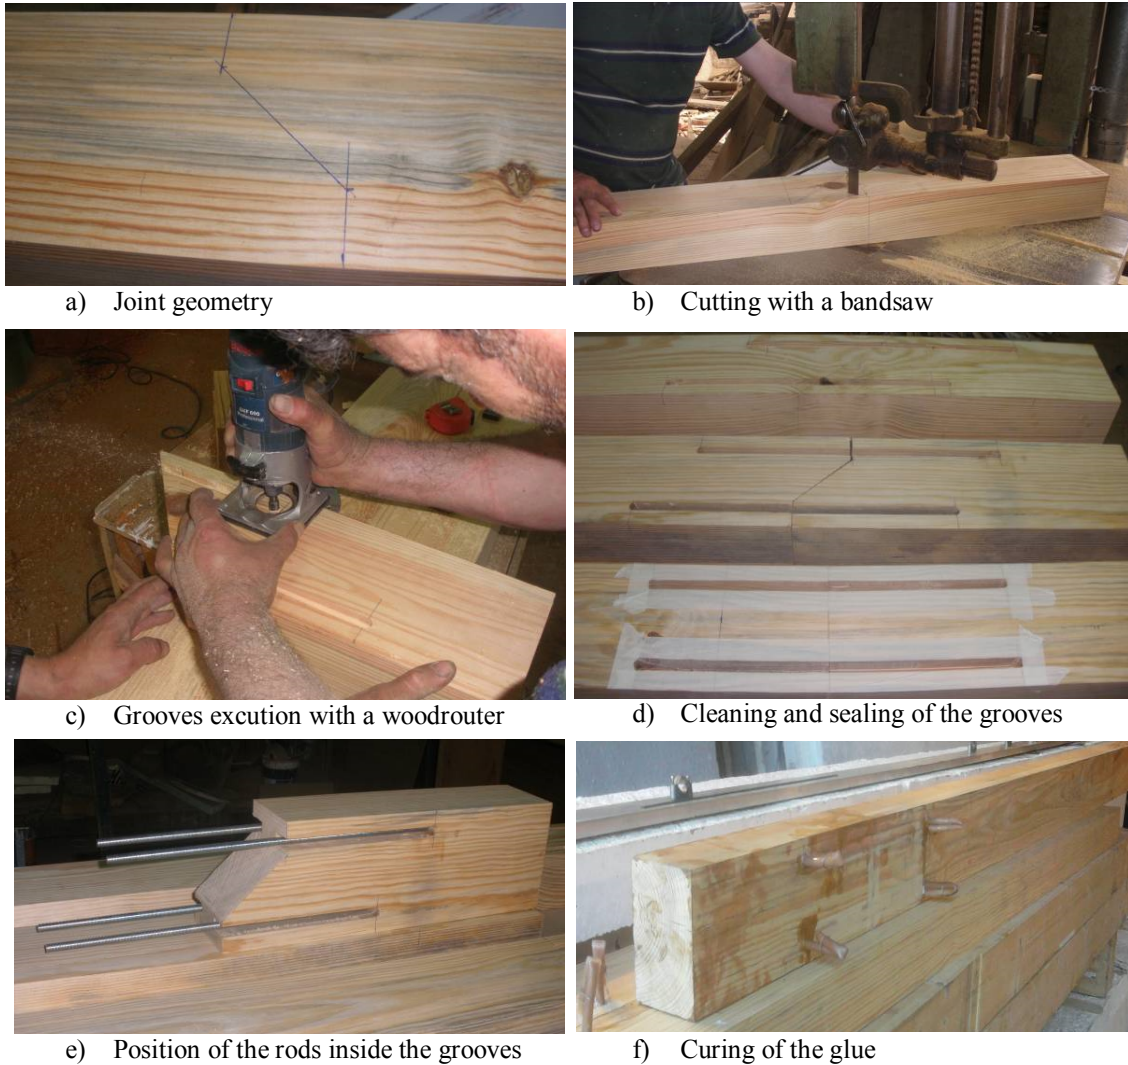 a) Joint geometry
b) Cutting with a bandsaw
c) Grooves excution with a woodrouter
d) Cleaning and sealing of the grooves
e) Position of the rods inside the grooves
f) Curing of the glue